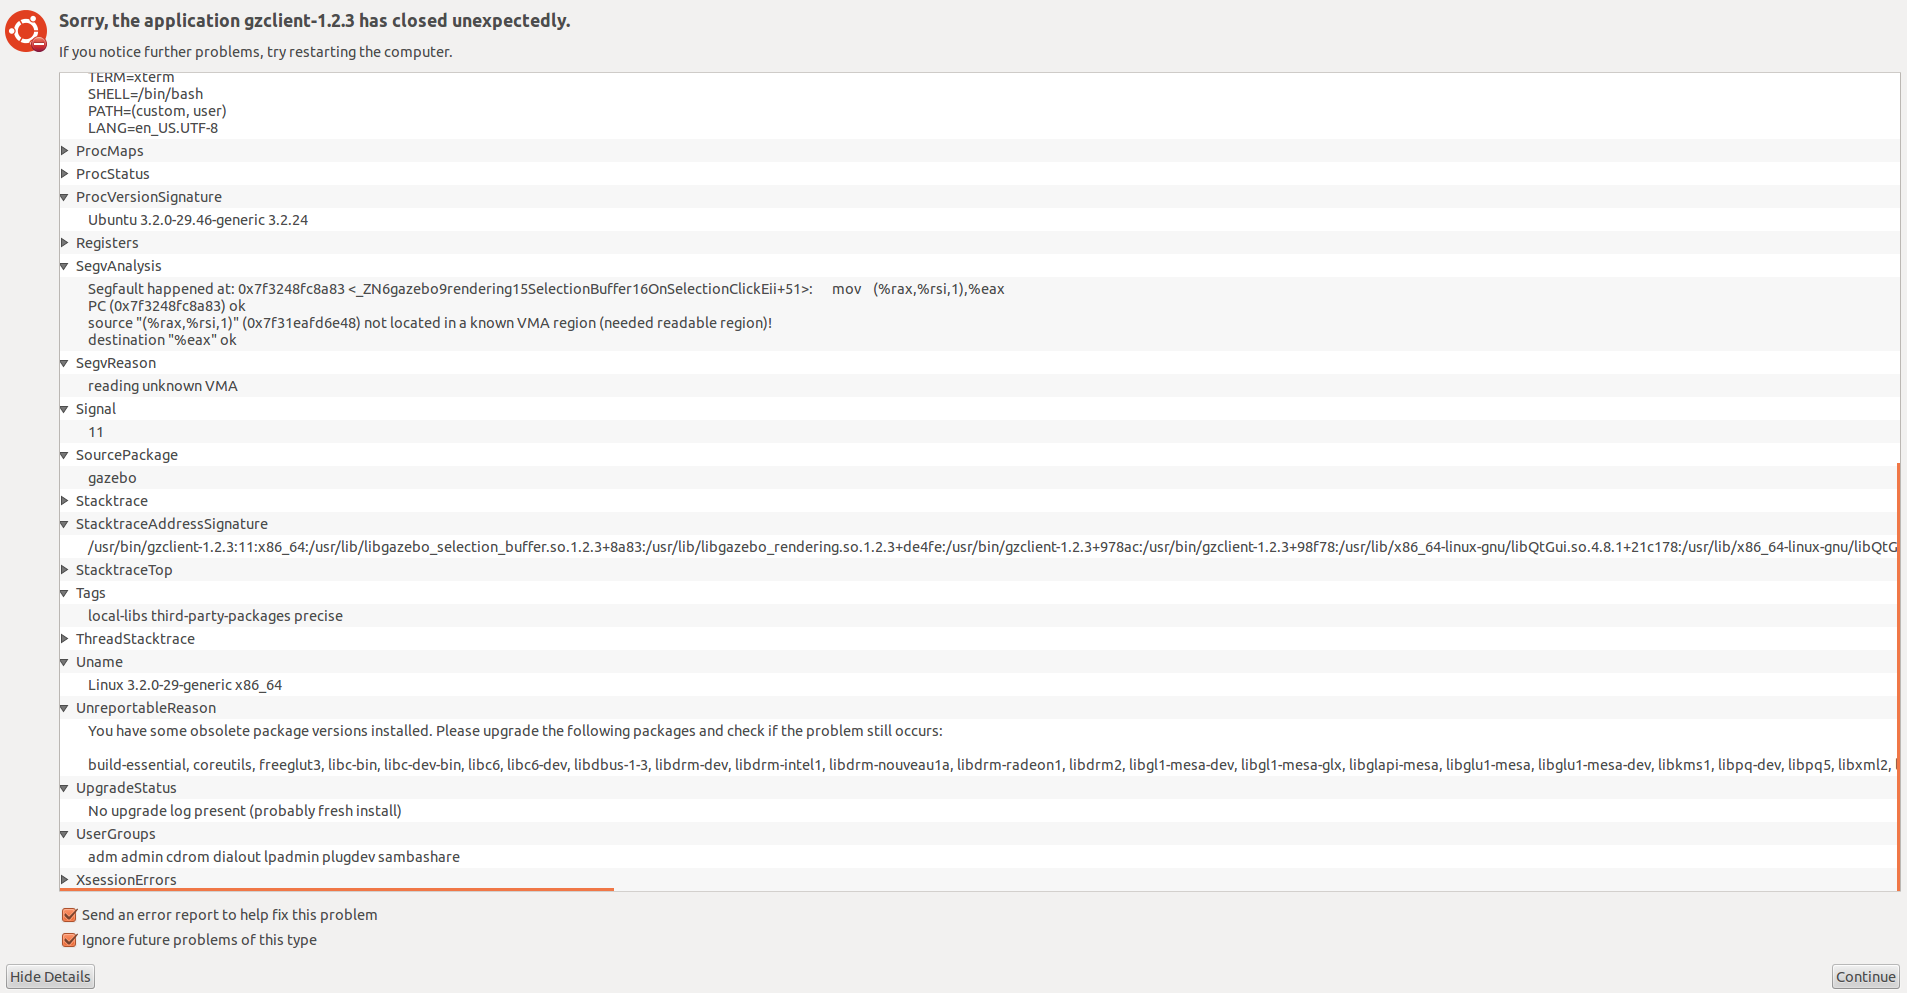 Sorry, the application gzclient-1.2.3 has closed unexpectedly.
If you notice further problems, try restarting the computer.
TERM=xterm
SHELL=/bin/bash
PATH=(custom, user)
LANG=en_US.UTF-8
ProcMaps
ProcStatus
ProcVersionSignature
Ubuntu 3.2.0-29.46-generic 3.2.24
Registers
SegvAnalysis
Segfault happened at: 0x7f3248fc8a83 <_ZN6gazebo9rendering15SelectionBuffer16OnSelectionClickEii+51>: mov (%rax,%rsi,1),%eax
PC (0x7f3248fc8a83) ok
source "(%rax,%rsi,1)" (0x7f31eafd6e48) not located in a known VMA region (needed readable region)!
destination "%eax" ok
SegvReason
reading unknown VMA
Signal
11
SourcePackage
gazebo
Stacktrace
StacktraceAddressSignature
/usr/bin/gzclient-1.2.3:11:x86_64:/usr/lib/libgazebo_selection_buffer.so.1.2.3+8a83:/usr/lib/libgazebo_rendering.so.1.2.3+de4fe:/usr/bin/gzclient-1.2.3+978ac:/usr/bin/gzclient-1.2.3+98f78:/usr/lib/x86_64-linux-gnu/libQtGui.so.4.8.1+21c178:/usr/lib/x86_64-linux-gnu/libQtG
StacktraceTop
Tags
local-libs third-party-packages precise
ThreadStacktrace
Uname
Linux 3.2.0-29-generic x86_64
UnreportableReason
You have some obsolete package versions installed. Please upgrade the following packages and check if the problem still occurs:
build-essential, coreutils, freeglut3, libc-bin, libc-dev-bin, libc6, libc6-dev, libdbus-1-3, libdrm-dev, libdrm-intel1, libdrm-nouveau1a, libdrm-radeon1, libdrm2, libgl1-mesa-dev, libgl1-mesa-glx, libglapi-mesa, libglu1-mesa, libglu1-mesa-dev, libkms1, libpq-dev, libpq5, libxml2,
UpgradeStatus
No upgrade log present (probably fresh install)
UserGroups
adm admin cdrom dialout lpadmin plugdev sambashare
XsessionErrors
Send an error report to help fix this problem
Ignore future problems of this type
Hide Details
Continue